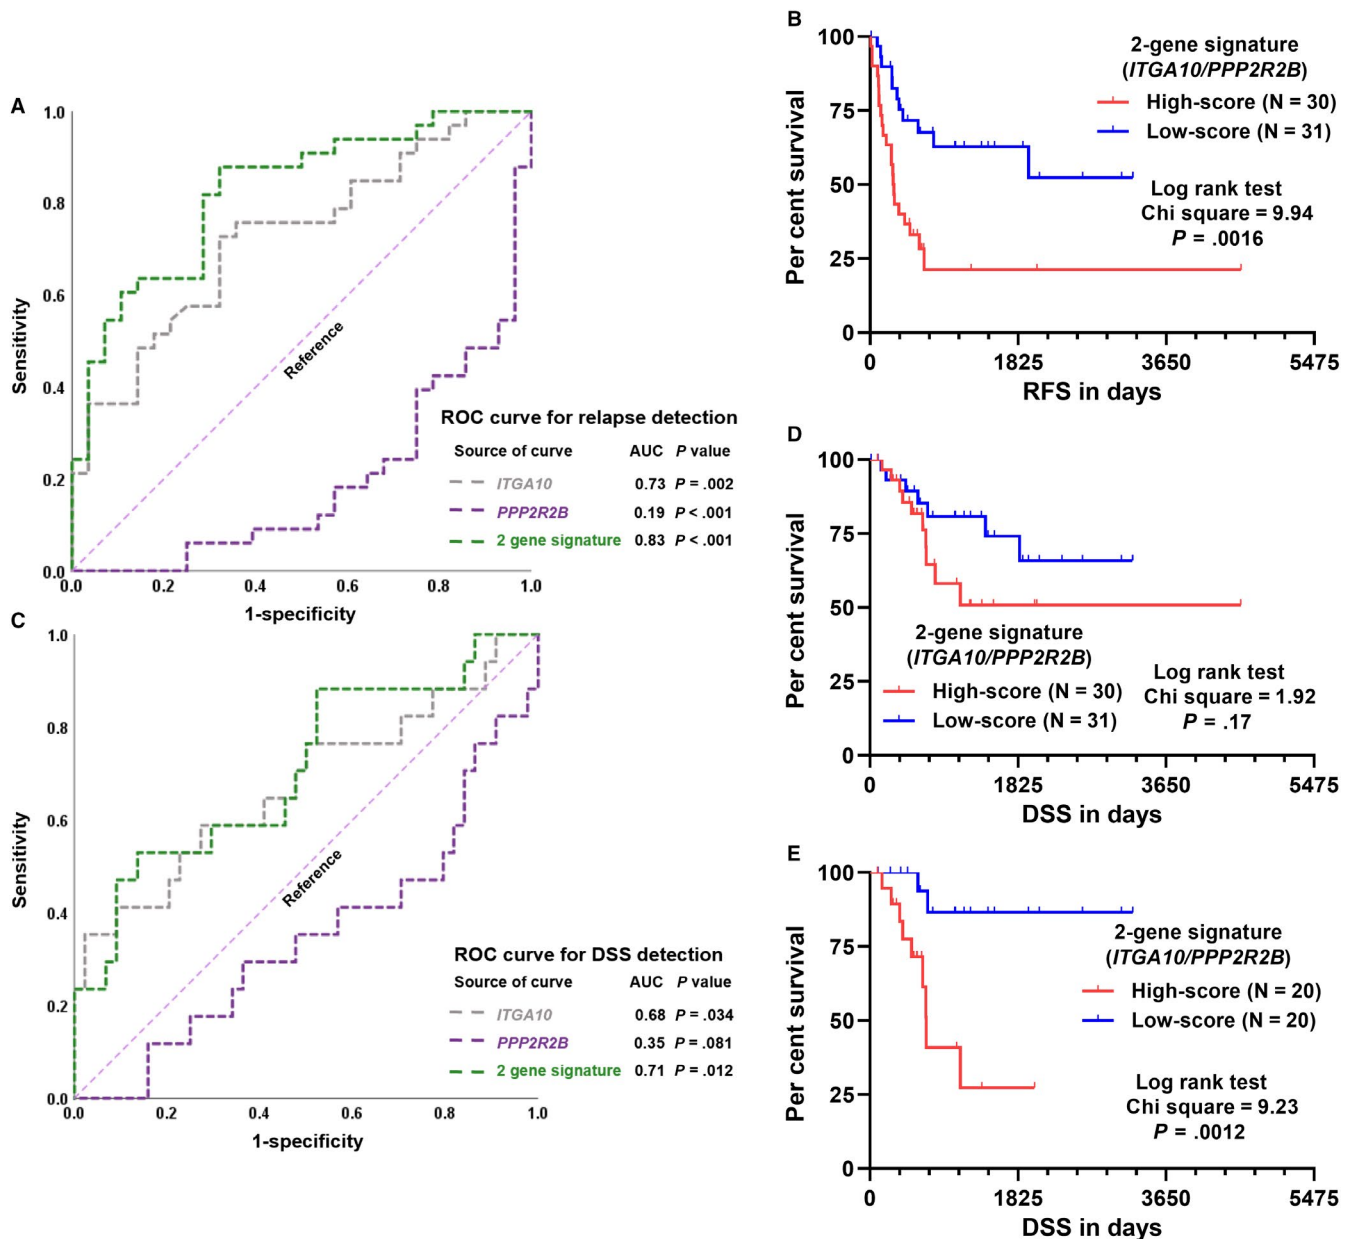 A
1.0
0.8
0.6
0.4
0.2
0.0
Sensitivity
Reference
ROC curve for relapse detection
Source of curve AUC P value
ITGA10 0.73 P = .002
PPP2R2B 0.19 P < .001
2 gene signature 0.83 P < .001
0.0 0.2 0.4 0.6 0.8 1.0
1-specificity
B
100
75
50
25
0
Per cent survival
2-gene signature
(ITGA10/PPP2R2B)
High-score (N = 30)
Low-score (N = 31)
Log rank test
Chi square = 9.94
P = .0016
0 1825 3650 5475
RFS in days
C
1.0
0.8
0.6
0.4
0.2
0.0
Sensitivity
Reference
ROC curve for DSS detection
Source of curve AUC P value
ITGA10 0.68 P = .034
PPP2R2B 0.35 P = .081
2 gene signature 0.71 P = .012
0.0 0.2 0.4 0.6 0.8 1.0
1-specificity
D
100
75
50
25
0
Per cent survival
2-gene signature
(ITGA10/PPP2R2B)
High-score (N = 30)
Low-score (N = 31)
Log rank test
Chi square = 1.92
P = .17
0 1825 3650 5475
DSS in days
E
100
75
50
25
0
Per cent survival
2-gene signature
(ITGA10/PPP2R2B)
High-score (N = 20)
Low-score (N = 20)
Log rank test
Chi square = 9.23
P = .0012
0 1825 3650 5475
DSS in days